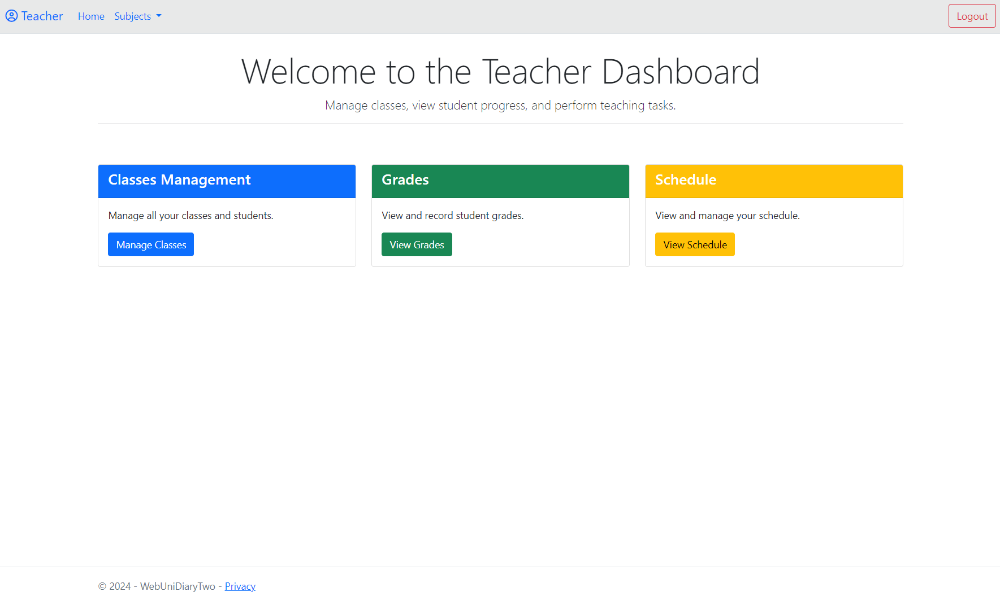 Teacher Home Subjects Logout
Welcome to the Teacher Dashboard
Manage classes, view student progress, and perform teaching tasks.
Classes Management
Manage all your classes and students.
Manage Classes
Grades
View and record student grades.
View Grades
Schedule
View and manage your schedule.
View Schedule
© 2024 - WebUniDiaryTwo - Privacy